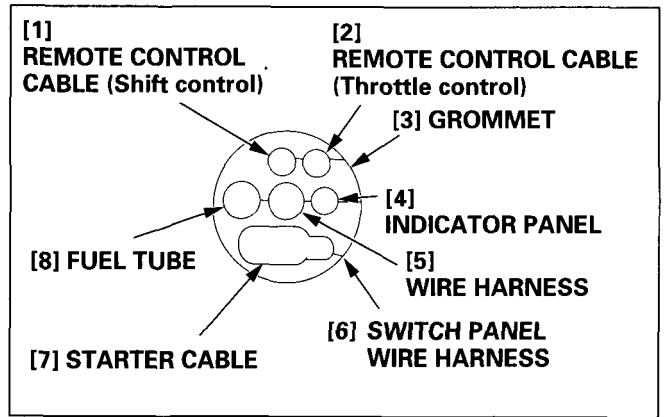 [1]
REMOTE CONTROL
CABLE (Shift control)
[2]
REMOTE CONTROL CABLE
(Throttle control)
[3] GROMMET
[4]
INDICATOR PANEL
[5]
WIRE HARNESS
[6] SWITCH PANEL
WIRE HARNESS
[7] STARTER CABLE
[8] FUEL TUBE